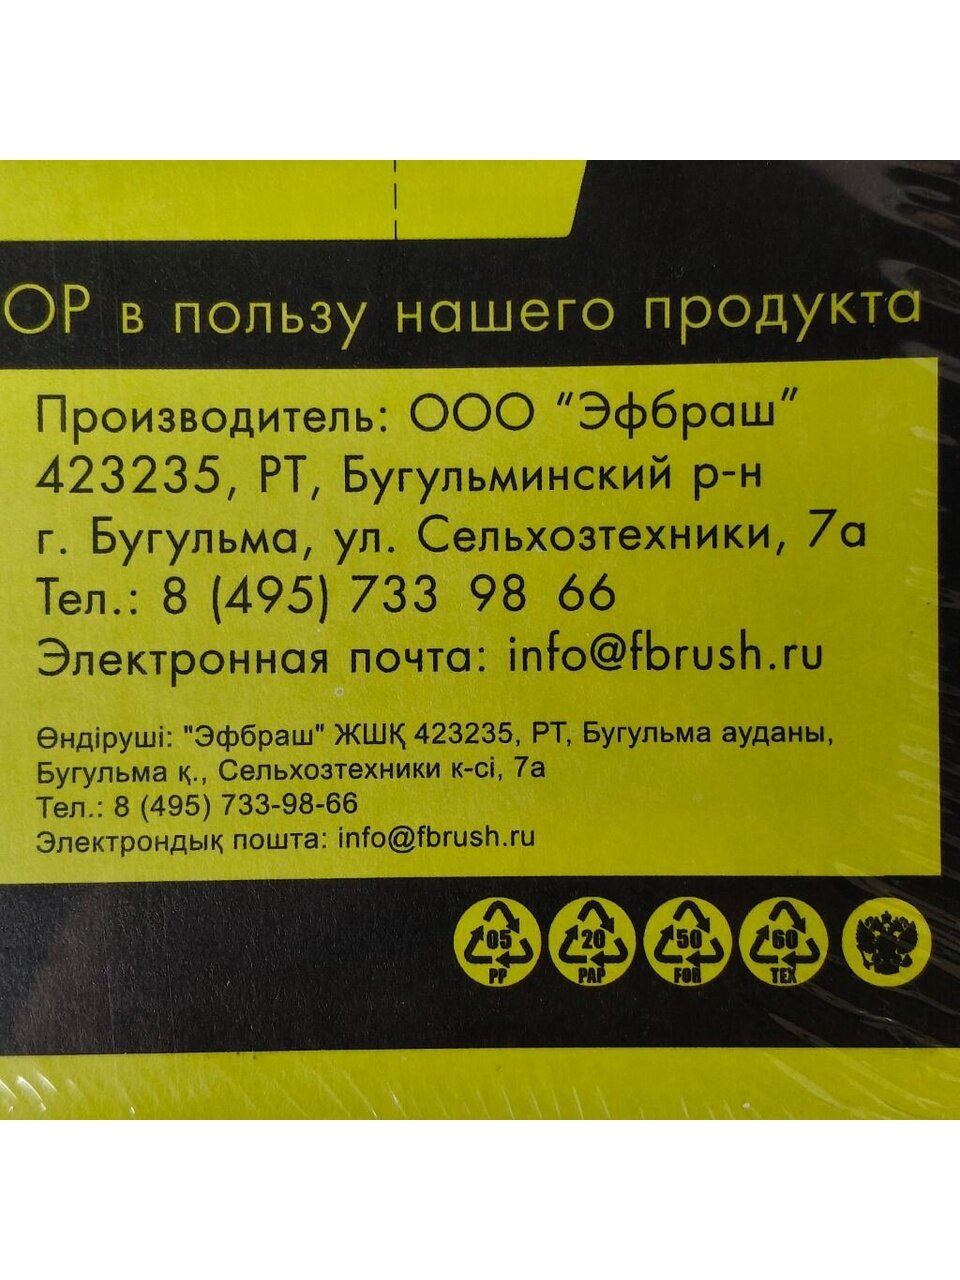 ОР в пользу нашего продукта
Производитель: ООО “Эфбраш”
423235, РТ, Бугульминский р-н
г. Бугульма, ул. Сельхозтехники, 7а
Тел.: 8 (495) 733 98 66
Электронная почта: info@fbrush.ru
Өндіруші: "Эфбраш" ЖШҚ 423235, РТ, Бугульма ауданы,
Бугульма қ., Сельхозтехники к-сі, 7а
Тел.: 8 (495) 733-98-66
Электрондық пошта: info@fbrush.ru
05 20 50 60
PP PAP FOR TEX